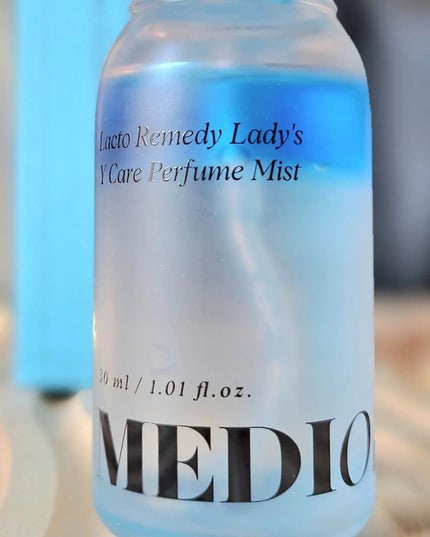 Lacto Remedy Lady's
Y Care Perfume Mist
30 ml / 1.01 fl.oz.
MEDIO